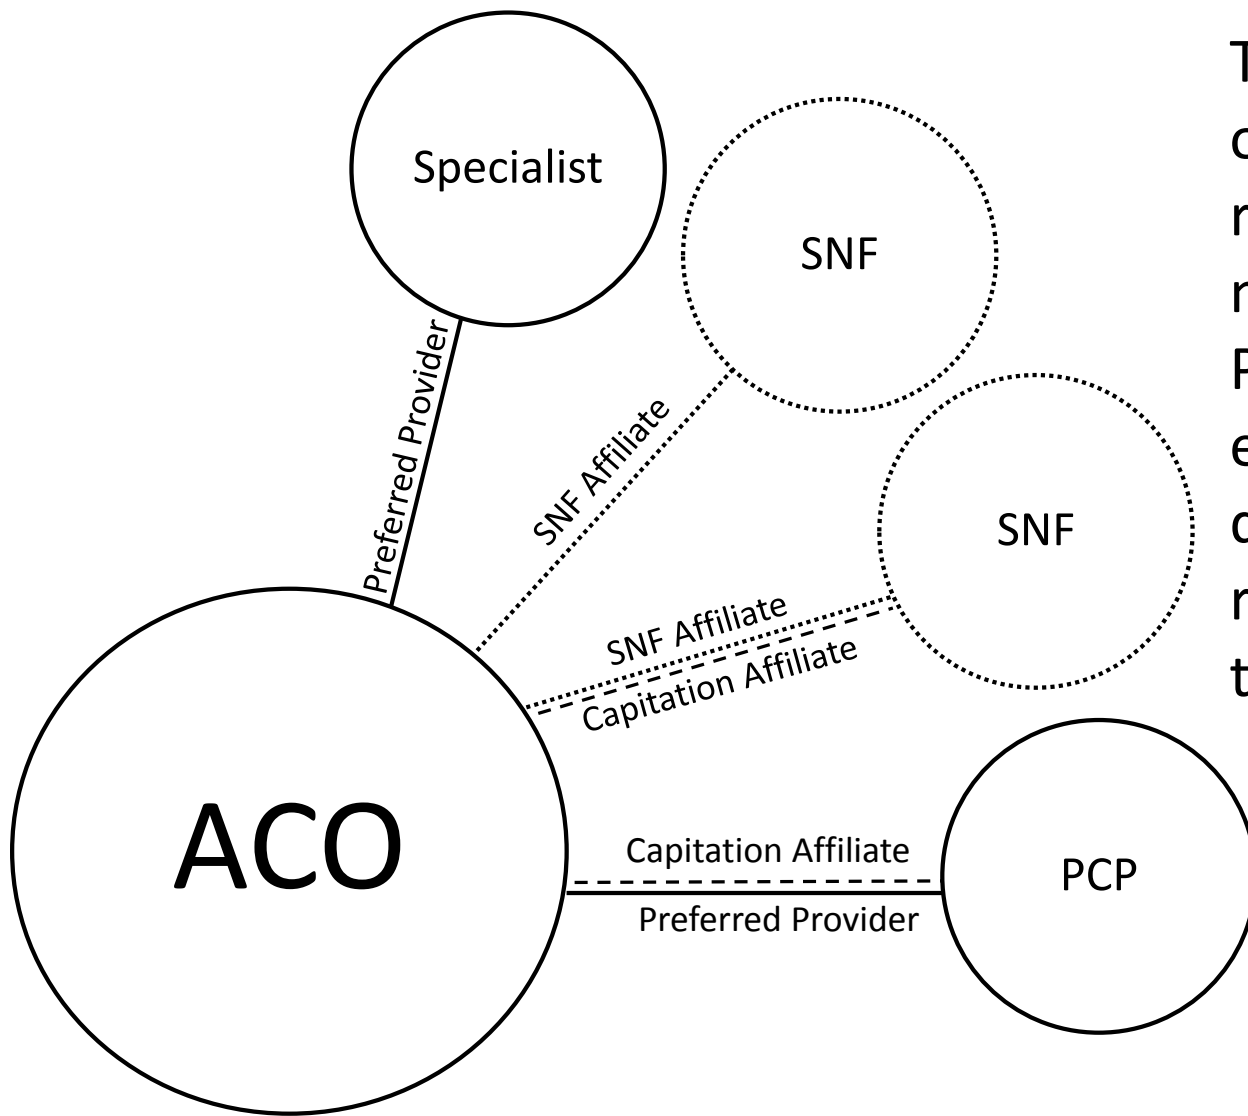 Specialist
SNF
Preferred Provider
SNF Affiliate
SNF
SNF Affiliate
Capitation Affiliate
ACO
Capitation Affiliate
Preferred Provider
PCP